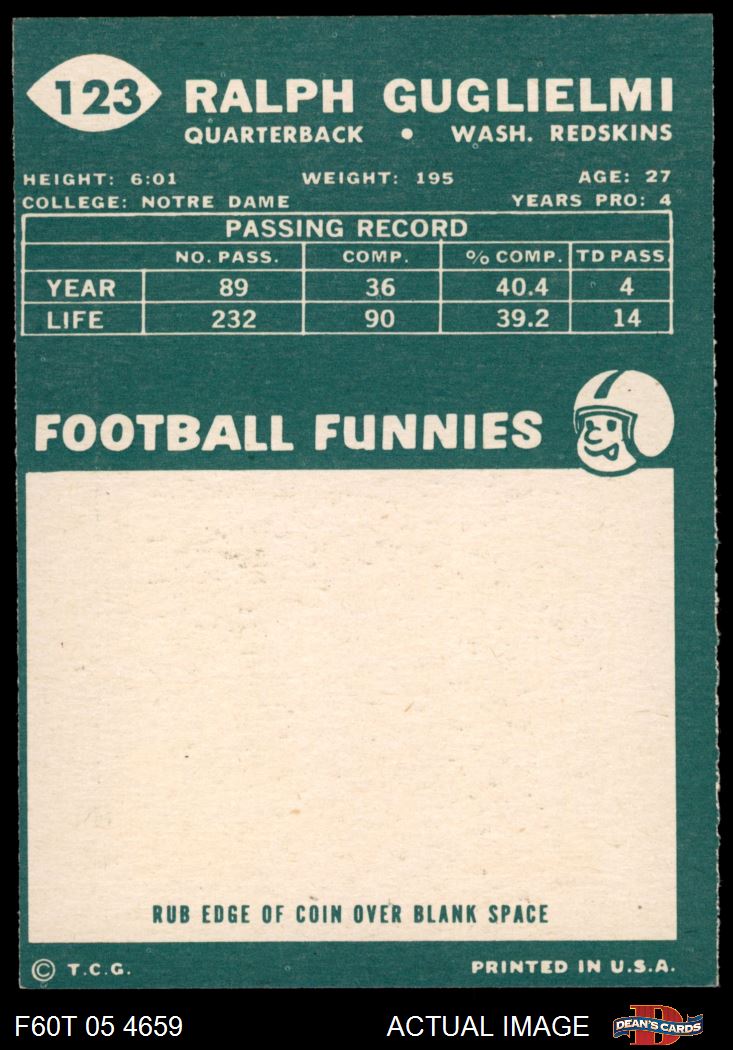 123
RALPH GUGLIELMI
QUARTERBACK • WASH. REDSKINS
HEIGHT: 6:01 WEIGHT: 195 AGE: 27
COLLEGE: NOTRE DAME YEARS PRO: 4
PASSING RECORD
NO. PASS. COMP. % COMP. TD PASS.
YEAR 89 36 40.4 4
LIFE 232 90 39.2 14
FOOTBALL FUNNIES
RUB EDGE OF COIN OVER BLANK SPACE
© T.C.G. PRINTED IN U.S.A.
F60T 05 4659 ACTUAL IMAGE D DEAN'S CARDS